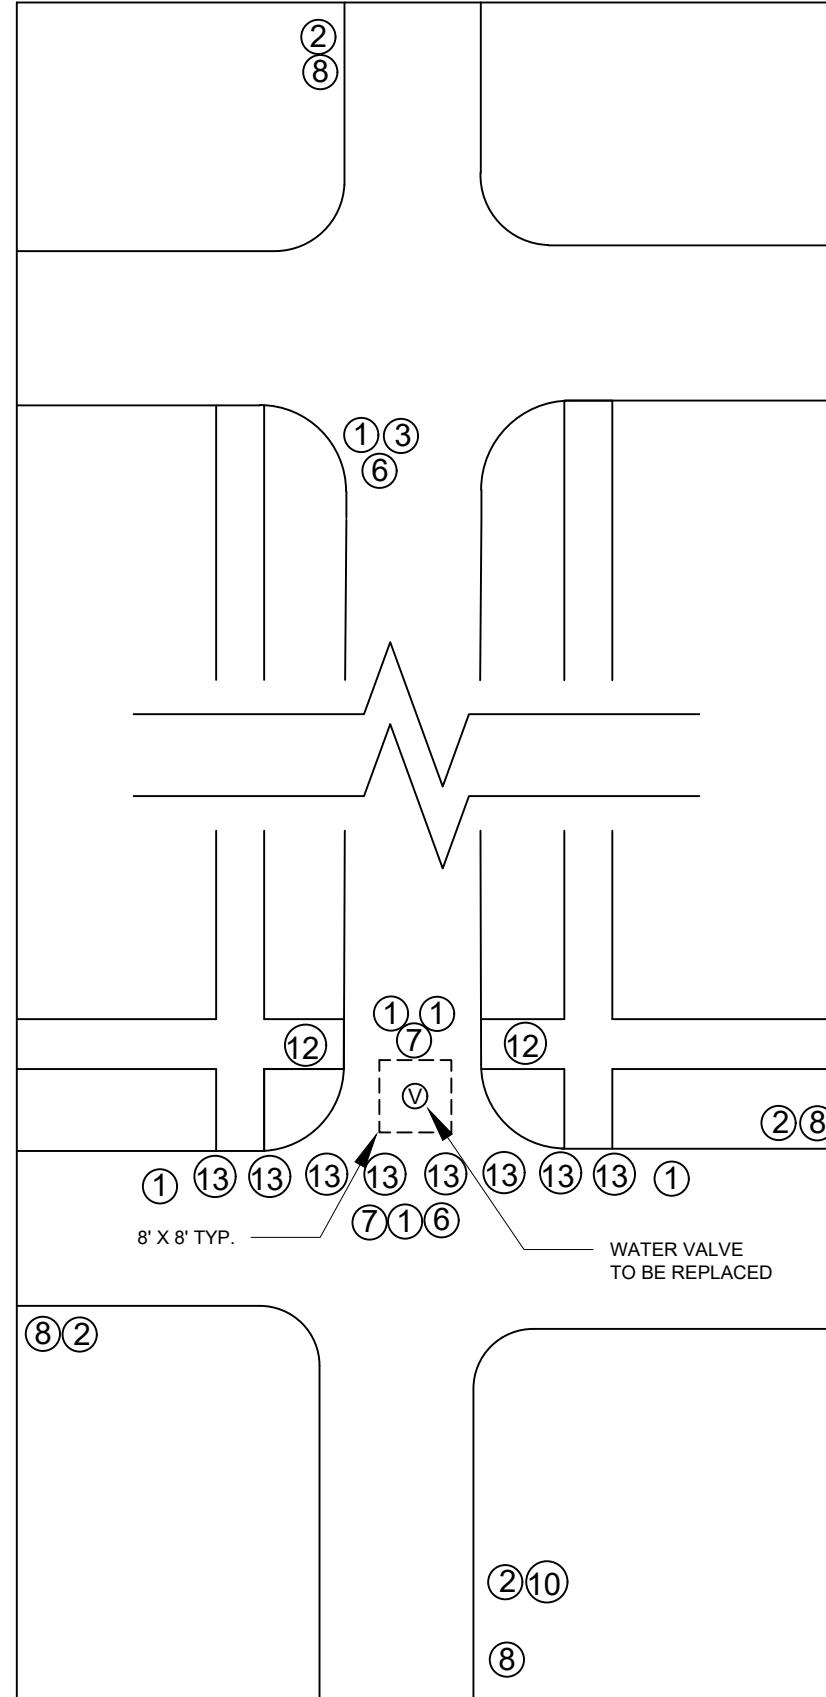 2
8
1 3
6
1 1
7
12 12
V
2 8
1 13 13 13 13 13 13 13 13 1
7 1 6
8' X 8' TYP.
WATER VALVE
TO BE REPLACED
8 2
2 10
8